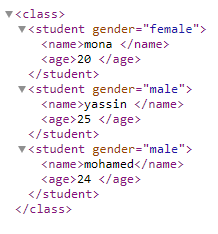 ▼<class>
▼<student gender="female">
<name>mona </name>
<age>20 </age>
</student>
▼<student gender="male">
<name>yassin </name>
<age>25 </age>
</student>
▼<student gender="male">
<name>mohamed</name>
<age>24 </age>
</student>
</class>